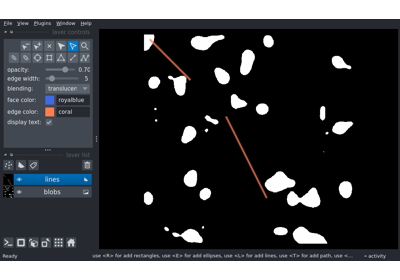 File View Plugins Window Help
layer controls
opacity: 0.70
edge width: 5
blending: translucen
face color: royalblue
edge color: coral
display text:
layer list
lines
blobs
Ready use <R> for add rectangles, use <E> for add ellipses, use <L> for add lines, use <T> for add path, use <... activity